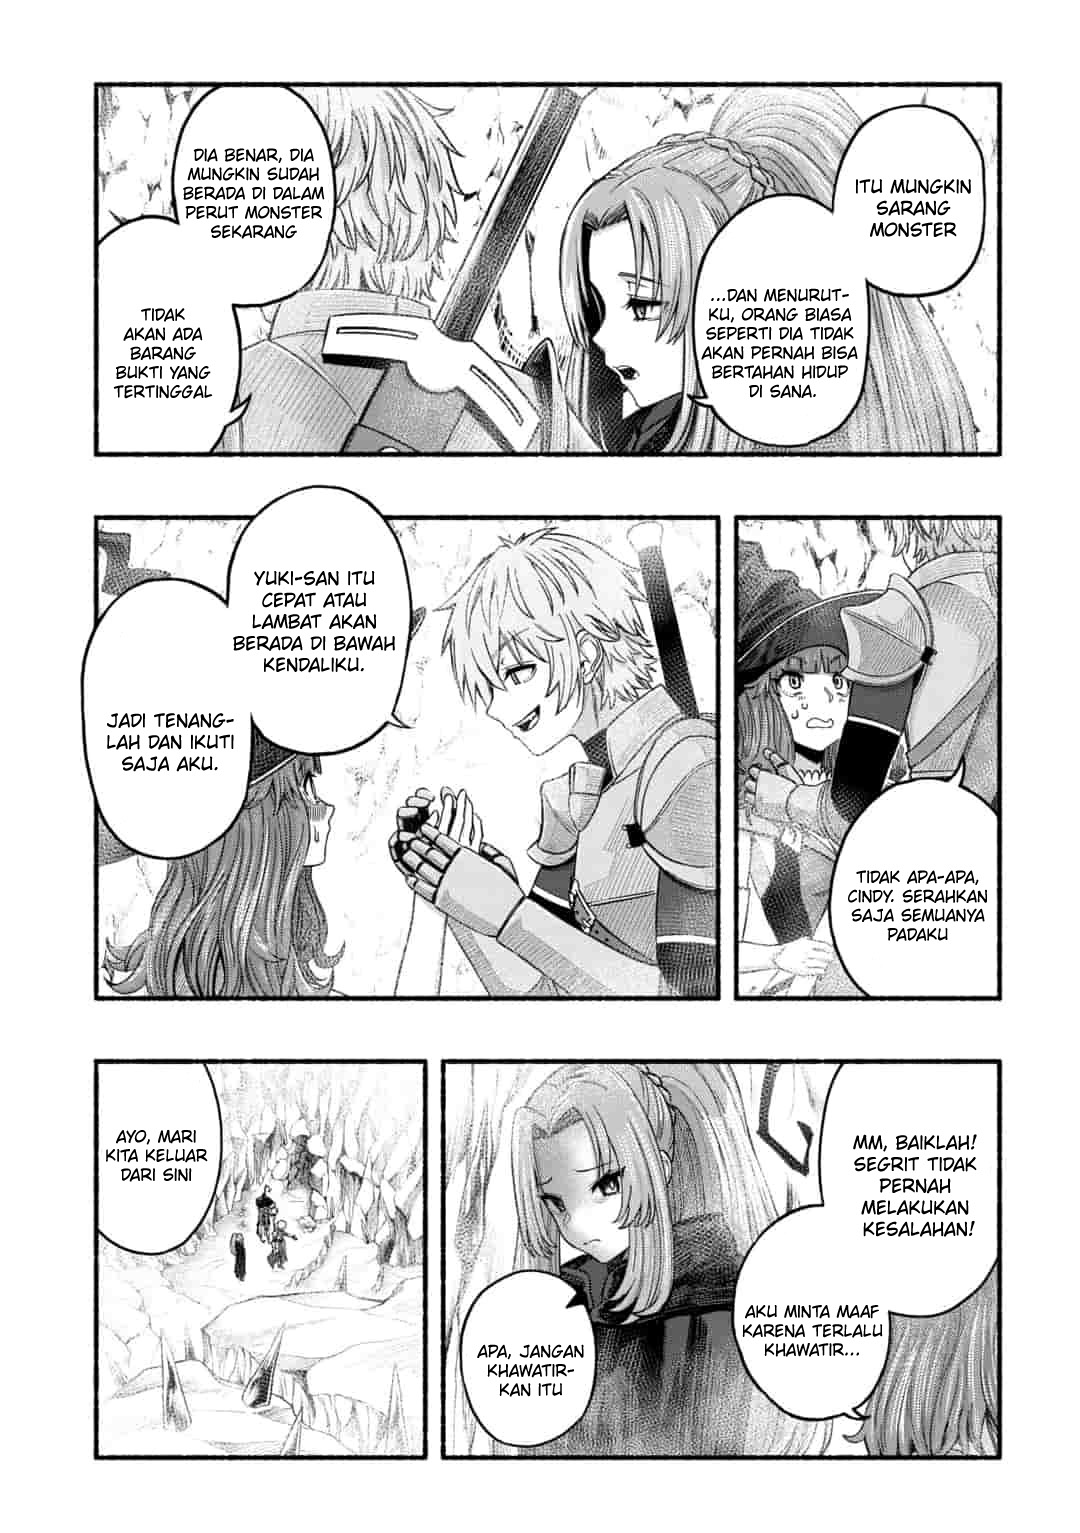 ITU MUNGKIN
SARANG
MONSTER
...DAN MENURUT-
KU, ORANG BIASA
SEPERTI DIA TIDAK
AKAN PERNAH BISA
BERTAHAN HIDUP
DI SANA.
DIA BENAR, DIA
MUNGKIN SUDAH
BERADA DI DALAM
PERUT MONSTER
SEKARANG
TIDAK
AKAN ADA
BARANG
BUKTI YANG
TERTINGGAL
TIDAK APA-APA,
CINDY. SERAHKAN
SAJA SEMUANYA
PADAKU
YUKI-SAN ITU
CEPAT ATAU
LAMBAT AKAN
BERADA DI BAWAH
KENDALIKU.
JADI TENANG-
LAH DAN IKUTI
SAJA AKU.
MM, BAIKLAH!
SEGRIT TIDAK
PERNAH
MELAKUKAN
KESALAHAN!
AKU MINTA MAAF
KARENA TERLALU
KHAWATIR...
APA, JANGAN
KHAWATIR-
KAN ITU
AYO, MARI
KITA KELUAR
DARI SINI